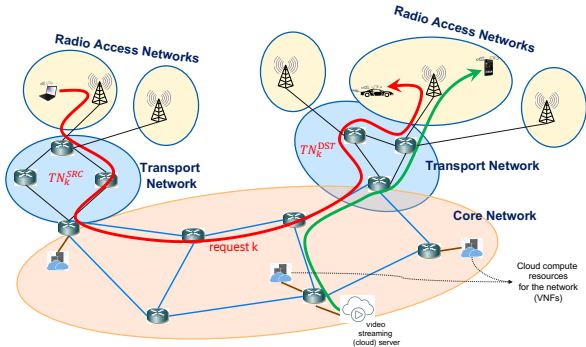 Radio Access Networks
Radio Access Networks
TN_k^SRC
Transport
Network
TN_k^DST
Transport Network
Core Network
request k
Cloud compute
resources
for the network
(VNFs)
video
streaming
(cloud) server